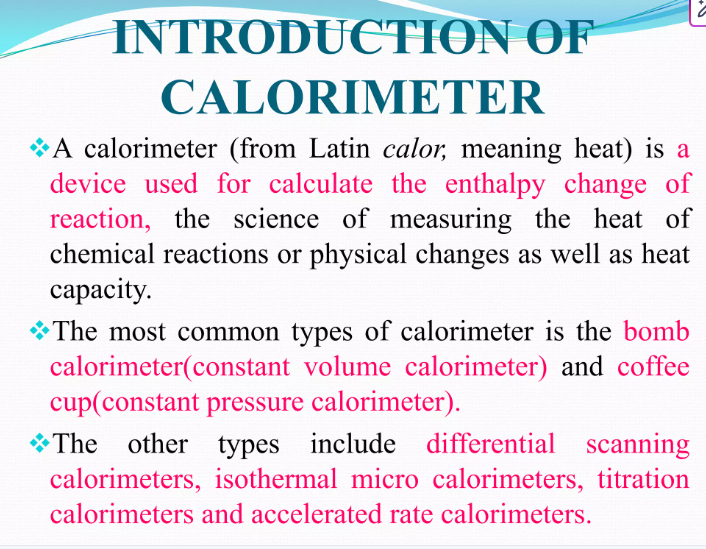 INTRODUCTION OF
CALORIMETER
❖A calorimeter (from Latin calor, meaning heat) is a
device used for calculate the enthalpy change of
reaction, the science of measuring the heat of
chemical reactions or physical changes as well as heat
capacity.
❖The most common types of calorimeter is the bomb
calorimeter(constant volume calorimeter) and coffee
cup(constant pressure calorimeter).
❖The other types include differential scanning
calorimeters, isothermal micro calorimeters, titration
calorimeters and accelerated rate calorimeters.